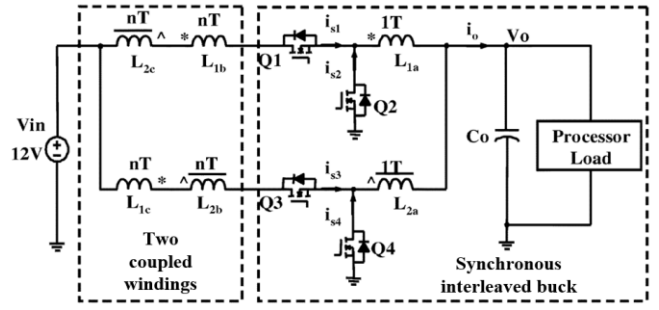 nT nT 1T
^ * *
L2c L1b Q1 is1 L1a io Vo
is2
Q2
Vin
12V
Co
Processor
Load
nT nT 1T
* ^ ^
L1c L2b Q3 is3 L2a
is4
Q4
Two
coupled
windings
Synchronous
interleaved buck